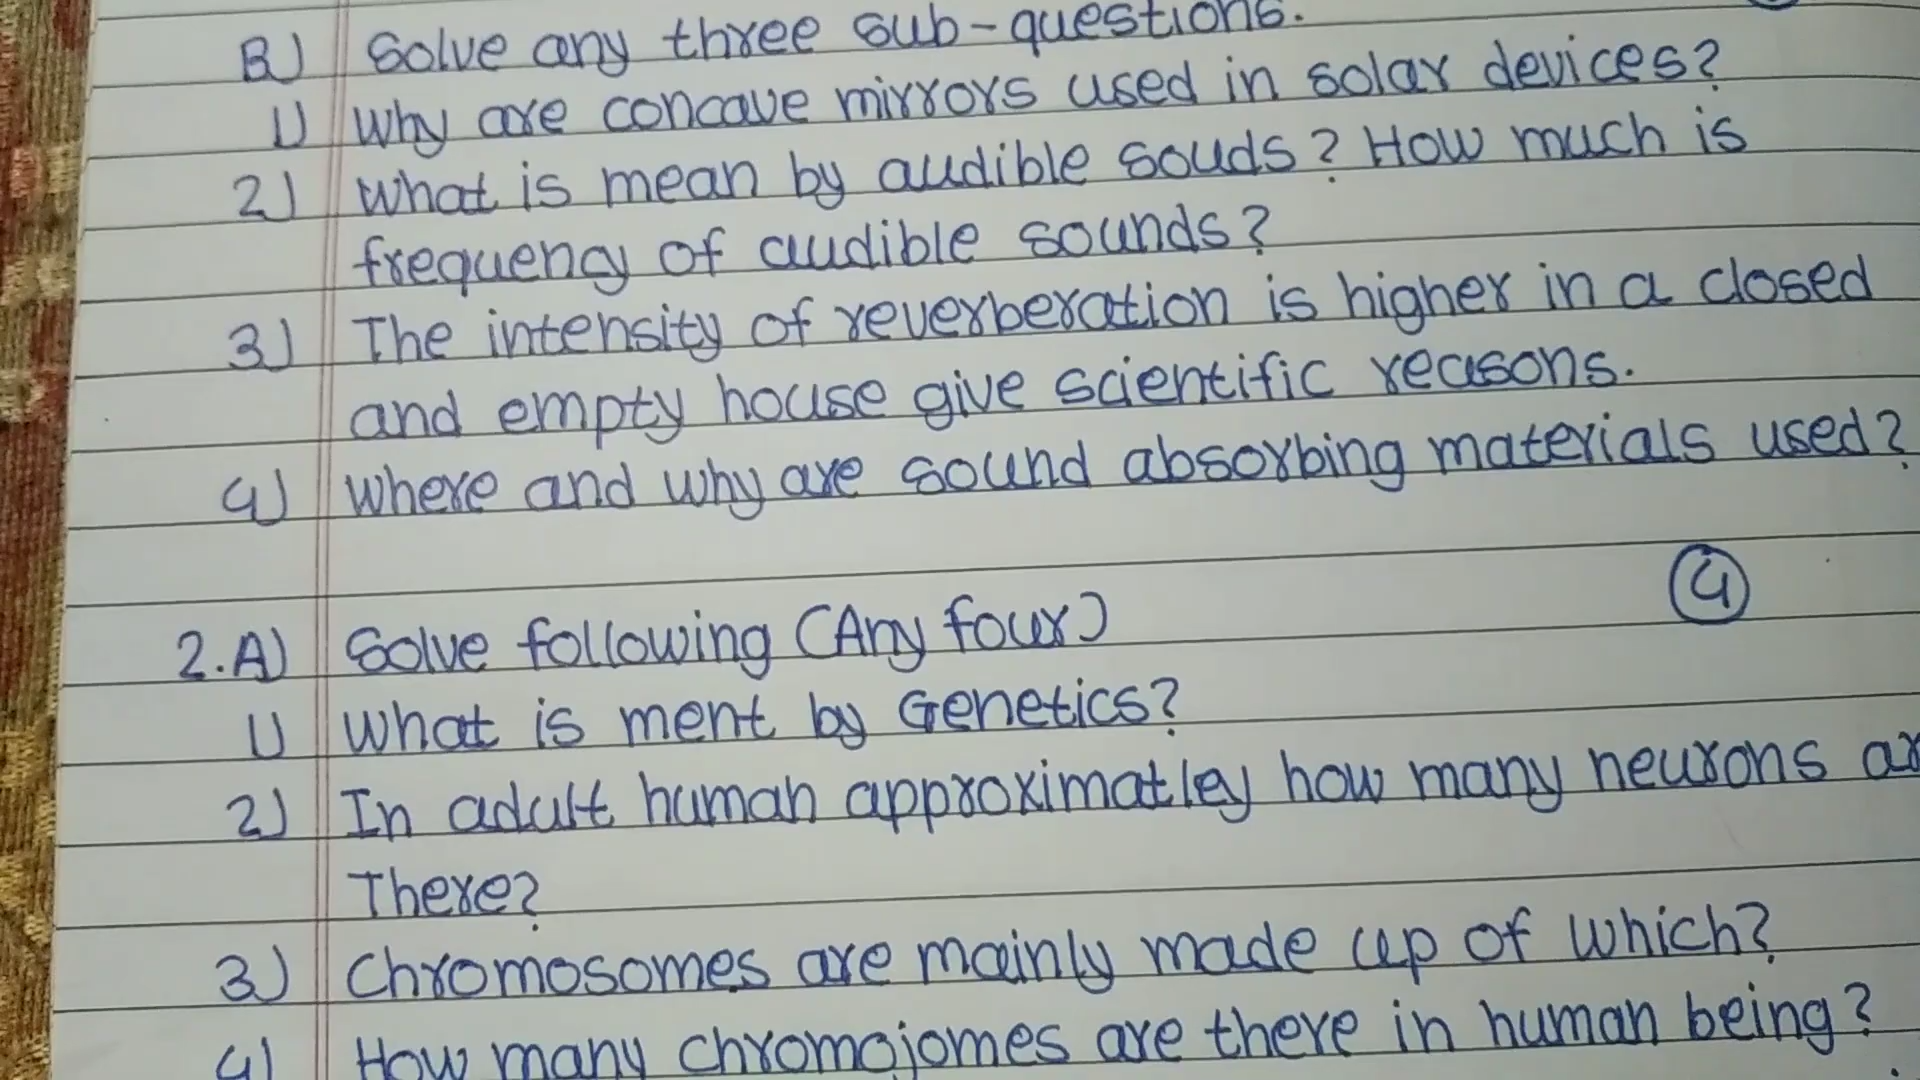 B) Solve any three sub-questions.
1) Why are concave mirrors used in solar devices?
2) What is mean by audible souds? How much is
frequency of audible sounds?
3) The intensity of reverberation is higher in a closed
and empty house give scientific reasons.
4) Where and why are sound absorbing materials used?
4
2.A) Solve following (Any four)
1) What is ment by Genetics?
2) In adult human approximatley how many neurons
There?
3) Chromosomes are mainly made up of which?
4) How many chromojomes are there in human being?